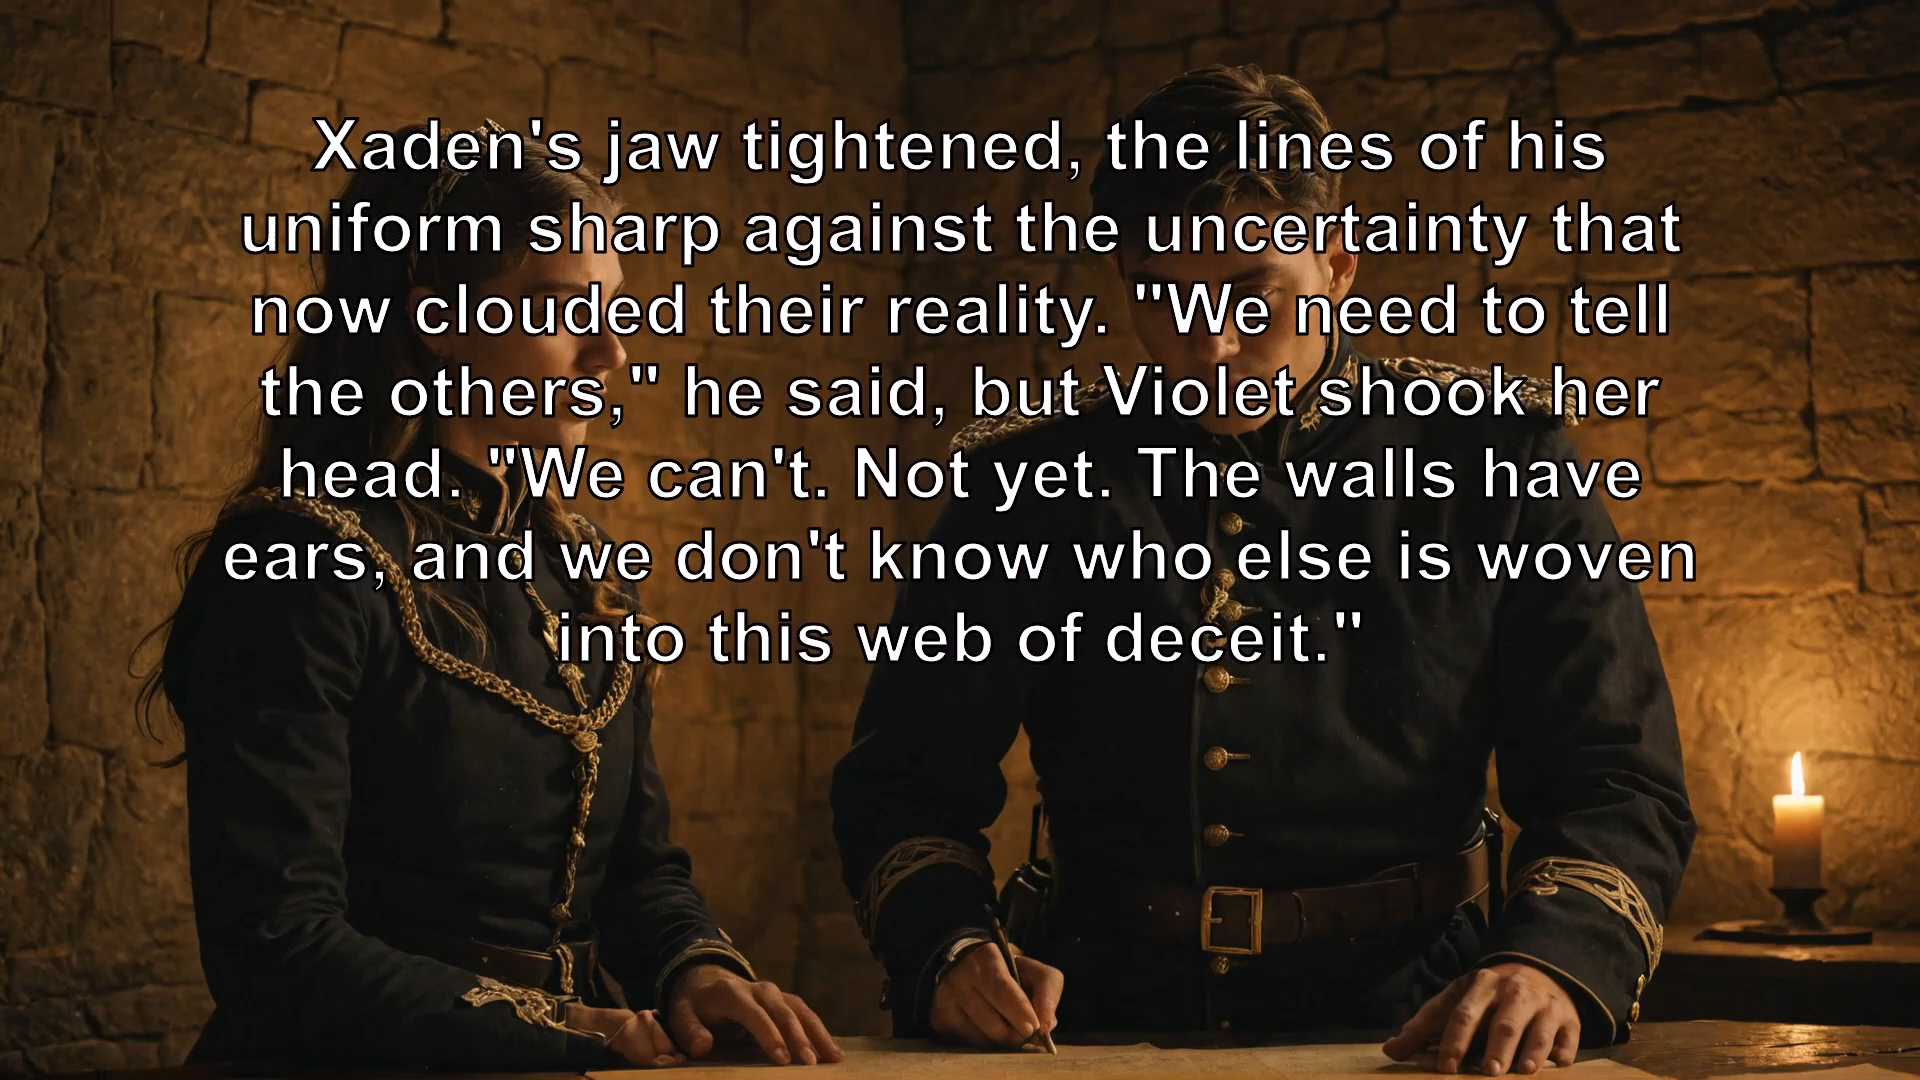 Xaden's jaw tightened, the lines of his
uniform sharp against the uncertainty that
now clouded their reality. "We need to tell
the others," he said, but Violet shook her
head. "We can't. Not yet. The walls have
ears, and we don't know who else is woven
into this web of deceit."